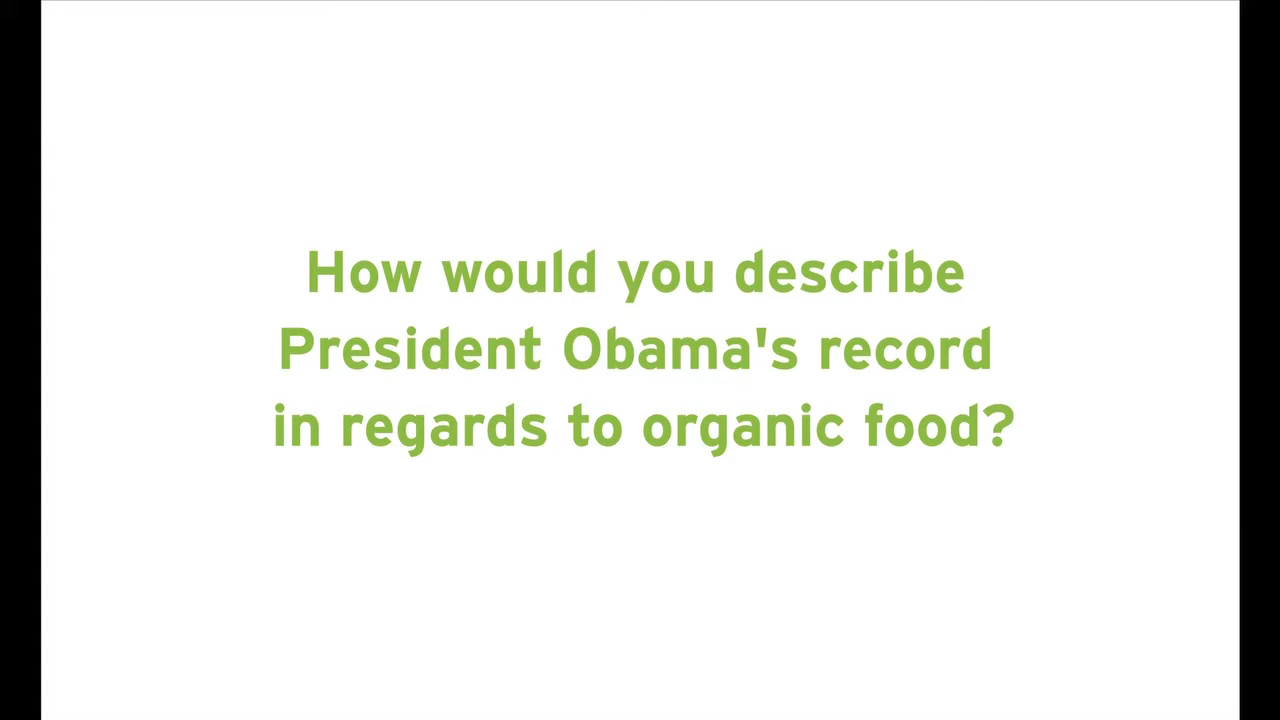 How would you describe
President Obama's record
in regards to organic food?